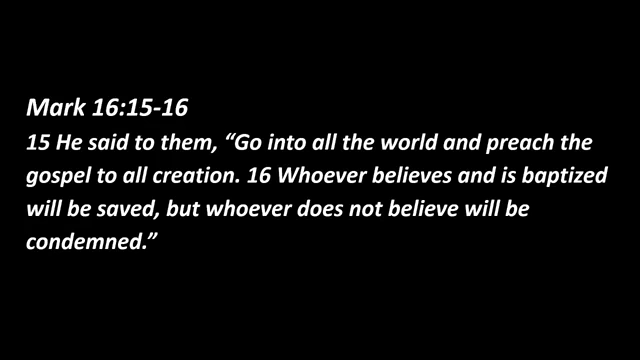 Mark 16:15-16
15 He said to them, “Go into all the world and preach the
gospel to all creation. 16 Whoever believes and is baptized
will be saved, but whoever does not believe will be
condemned.”